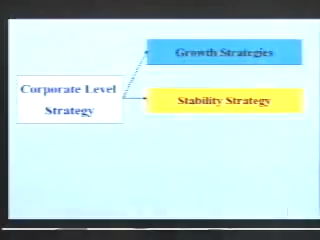 Growth Strategies
Corporate Level
Strategy
Stability Strategy